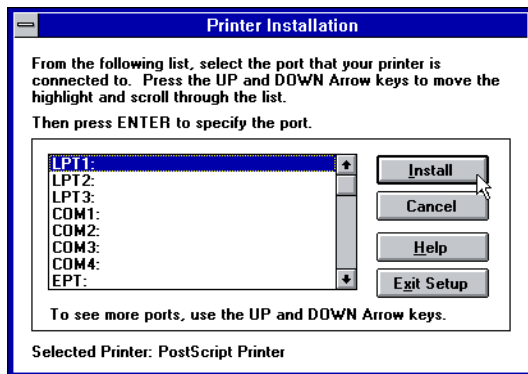 Printer Installation
From the following list, select the port that your printer is
connected to. Press the UP and DOWN Arrow keys to move the
highlight and scroll through the list.
Then press ENTER to specify the port.
LPT1:
LPT2:
LPT3:
COM1:
COM2:
COM3:
COM4:
EPT:
Install
Cancel
Help
Exit Setup
To see more ports, use the UP and DOWN Arrow keys.
Selected Printer: PostScript Printer